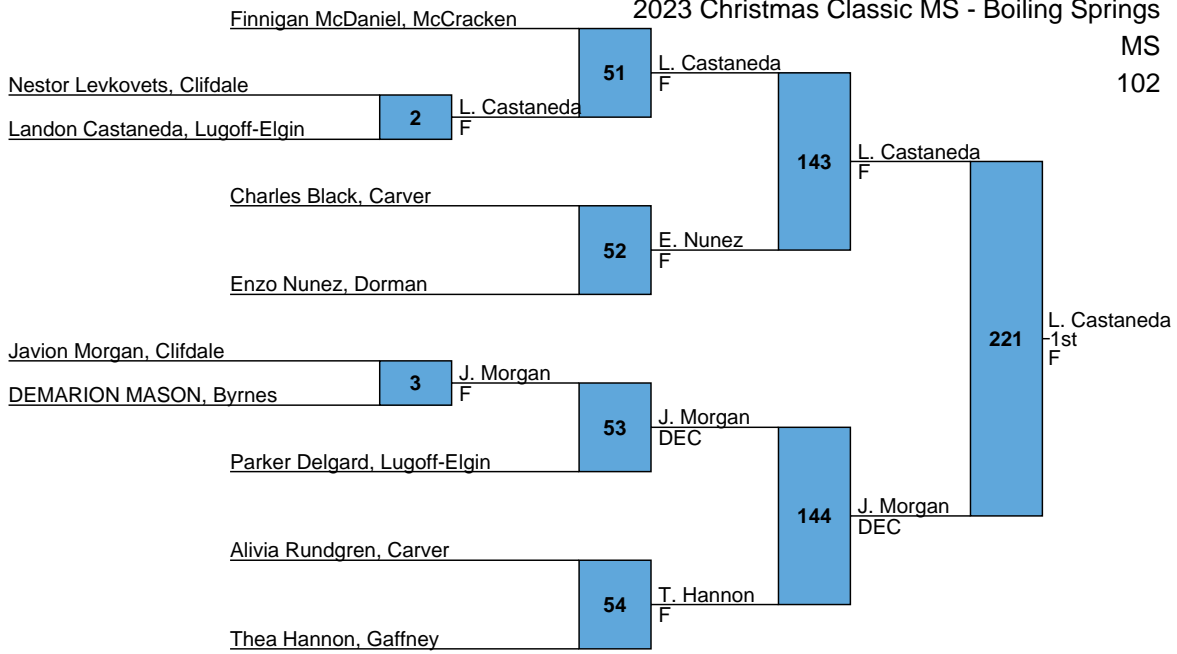 2023 Christmas Classic MS - Boiling Springs
MS
102
Finnigan McDaniel, McCracken
51
L. Castaneda
F
Nestor Levkovets, Clifdale
2
L. Castaneda
F
Landon Castaneda, Lugoff-Elgin
143
L. Castaneda
F
Charles Black, Carver
52
E. Nunez
F
Enzo Nunez, Dorman
221
L. Castaneda
1st
F
Javion Morgan, Clifdale
3
J. Morgan
F
DEMARION MASON, Byrnes
53
J. Morgan
DEC
Parker Delgard, Lugoff-Elgin
144
J. Morgan
DEC
Alivia Rundgren, Carver
54
T. Hannon
F
Thea Hannon, Gaffney